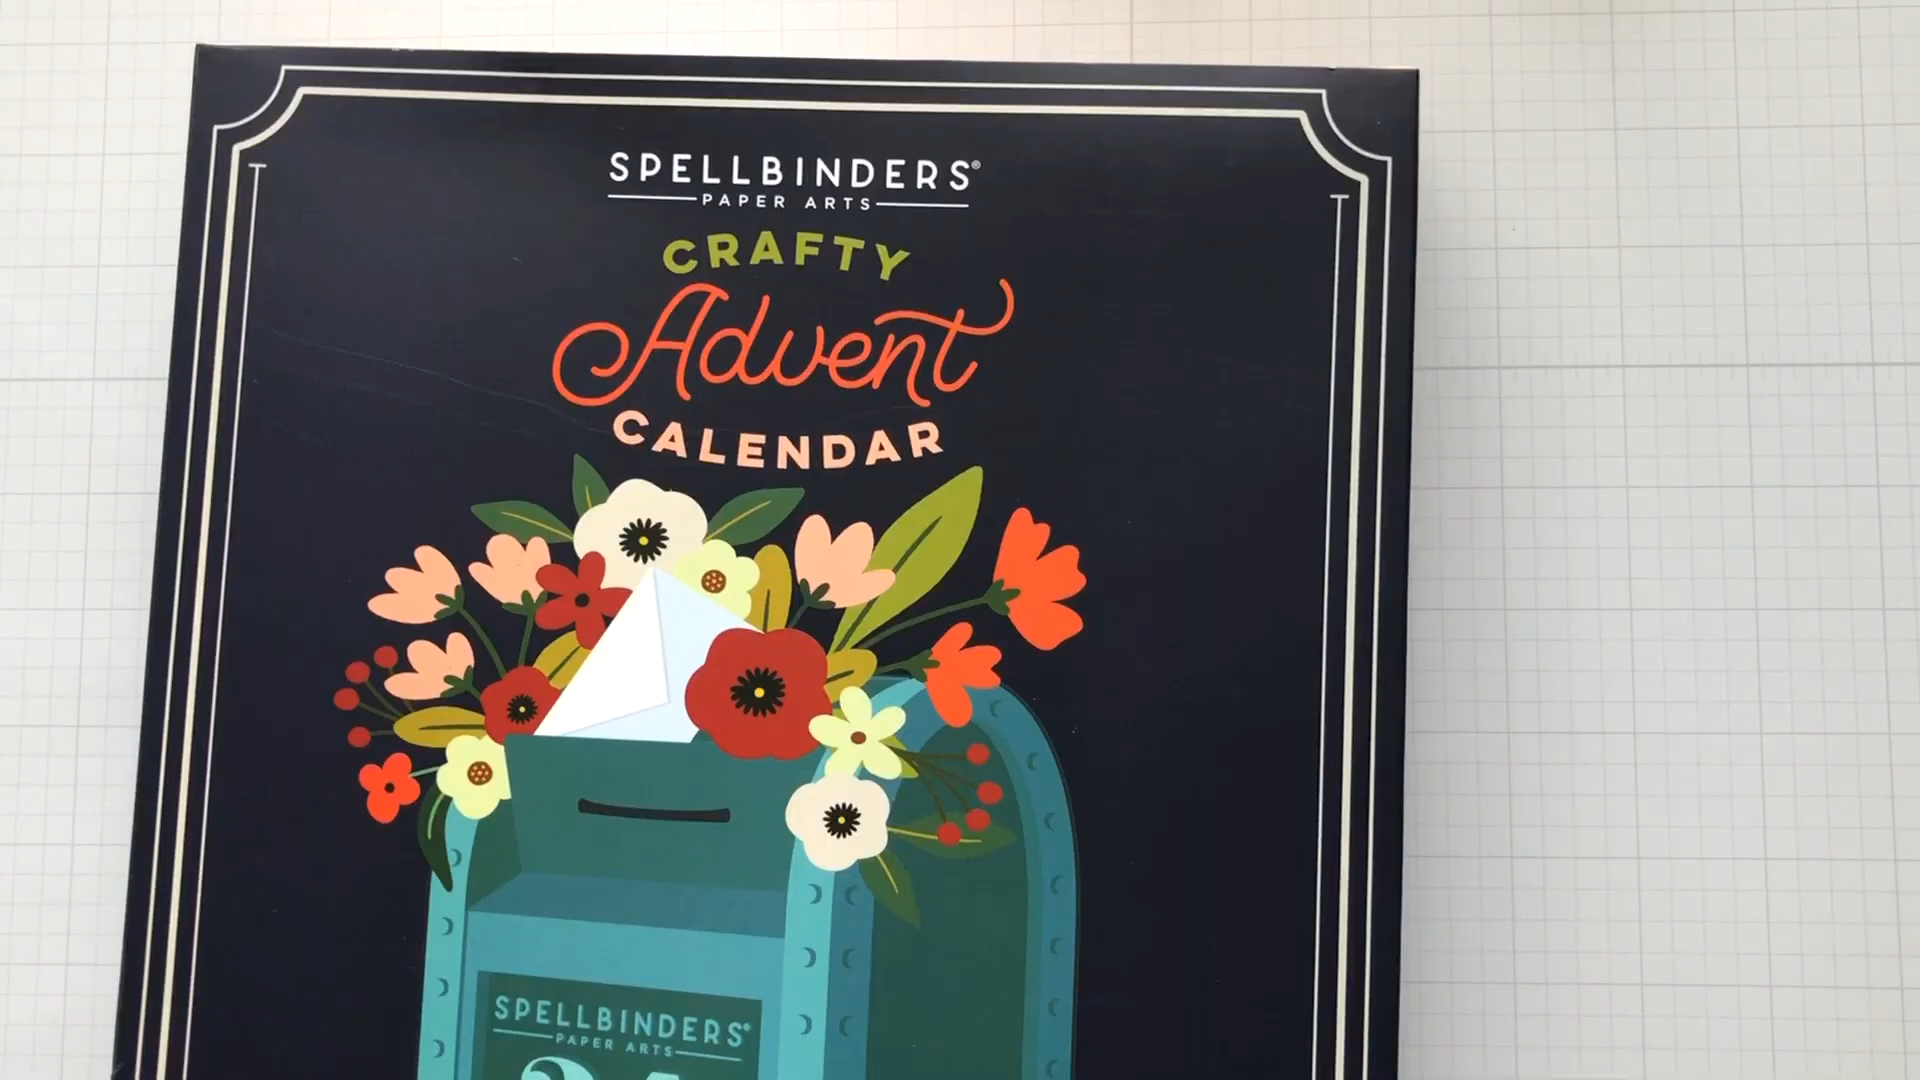 SPELLBINDERS®
PAPER ARTS
CRAFTY
Advent
CALENDAR
SPELLBINDERS®
PAPER ARTS